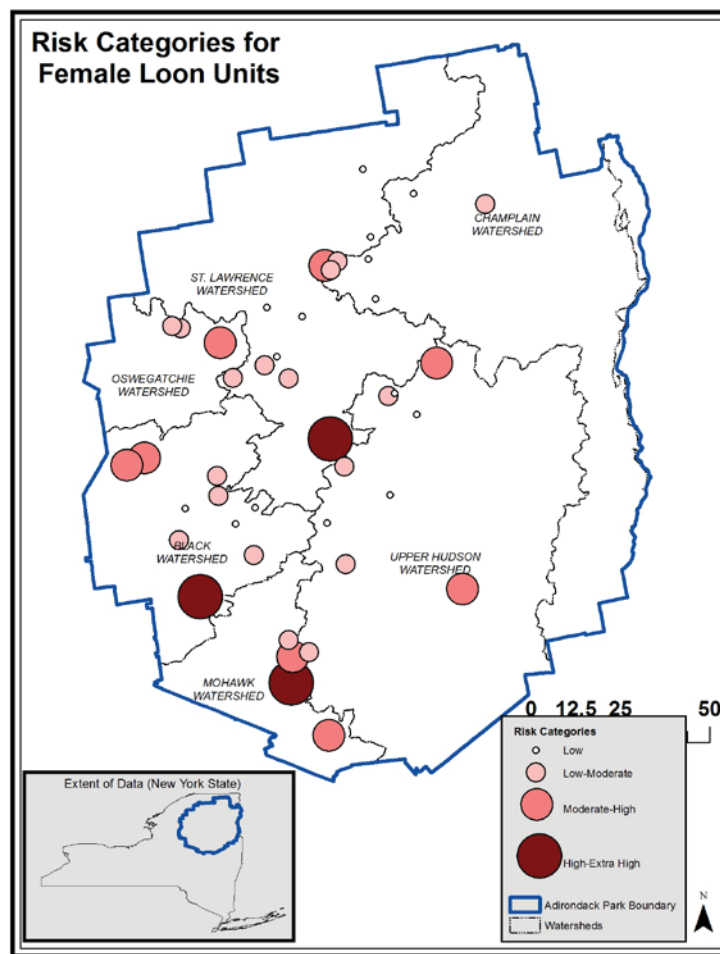 Risk Categories for
Female Loon Units
CHAMPLAIN
WATERSHED
ST. LAWRENCE
WATERSHED
OSWEGATCHIE
WATERSHED
BLACK
WATERSHED
UPPER HUDSON
WATERSHED
MOHAWK
WATERSHED
0 12.5 25 50
Risk Categories
Low
Low-Moderate
Moderate-High
High-Extra High
Adirondack Park Boundary
Watersheds
N
Extent of Data (New York State)